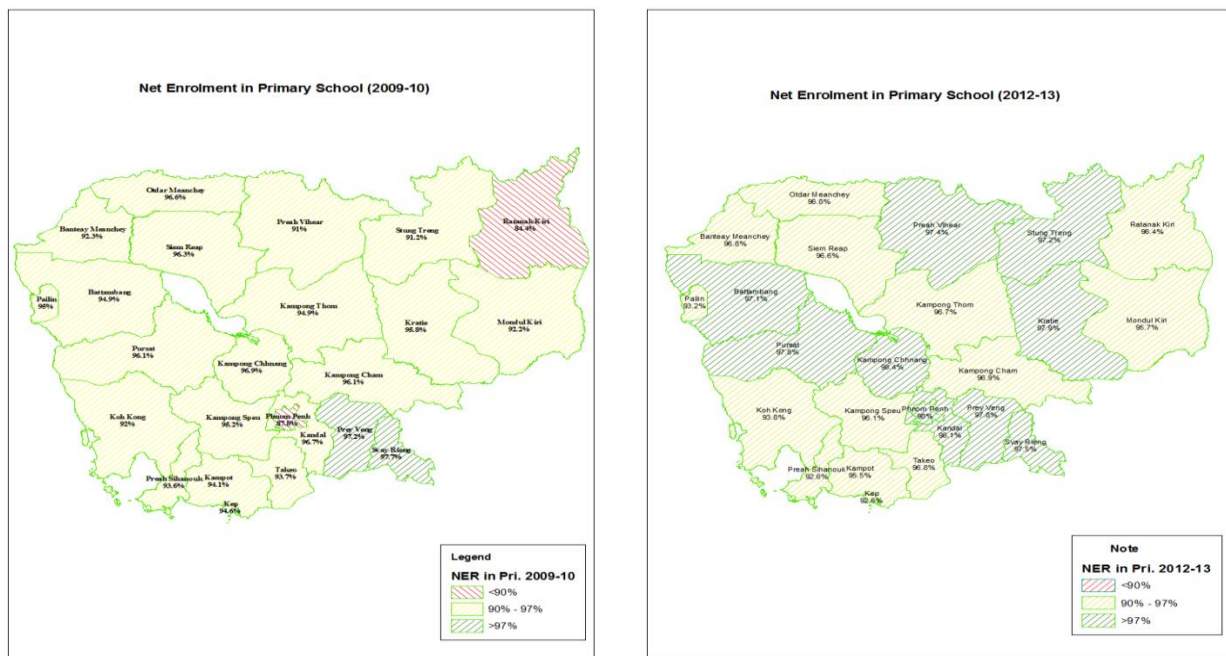 Net Enrolment in Primary School (2009-10)
Otdar Meanchey
96.6%
Preah Vihear
91%
Stung Treng
91.2%
Ratanak Kiri
84.4%
Banteay Meanchey
92.3%
Siem Reap
96.3%
Pailin
95%
Battambang
94.9%
Kampong Thom
94.9%
Kratie
95.8%
Mondul Kiri
92.2%
Pursat
96.1%
Kampong Chhnang
96.9%
Kampong Cham
96.1%
Koh Kong
92%
Kampong Speu
95.2%
Phnom Penh
Kandal
96.7%
Prey Veng
97.2%
Svay Rieng
97.7%
Takeo
93.7%
Preah Sihanouk
93.6%
Kampot
94.1%
Kep
94.6%
Legend
NER in Pri. 2009-10
<90%
90% - 97%
>97%
Net Enrolment in Primary School (2012-13)
Otdar Meanchey
96.8%
Preah Vihear
97.4%
Stung Treng
97.2%
Ratanak Kiri
96.4%
Banteay Meanchey
96.8%
Siem Reap
96.6%
Pailin
93.2%
Battambang
97.1%
Kampong Thom
96.7%
Kratie
97.9%
Mondul Kiri
95.7%
Pursat
97.8%
Kampong Chhnang
98.4%
Kampong Cham
96.9%
Koh Kong
93.8%
Kampong Speu
96.1%
Phnom Penh
98%
Kandal
98.1%
Prey Veng
97.8%
Svay Rieng
97.5%
Takeo
96.8%
Preah Sihanouk
92.6%
Kampot
95.5%
Kep
Note
NER in Pri. 2012-13
<90%
90% - 97%
>97%